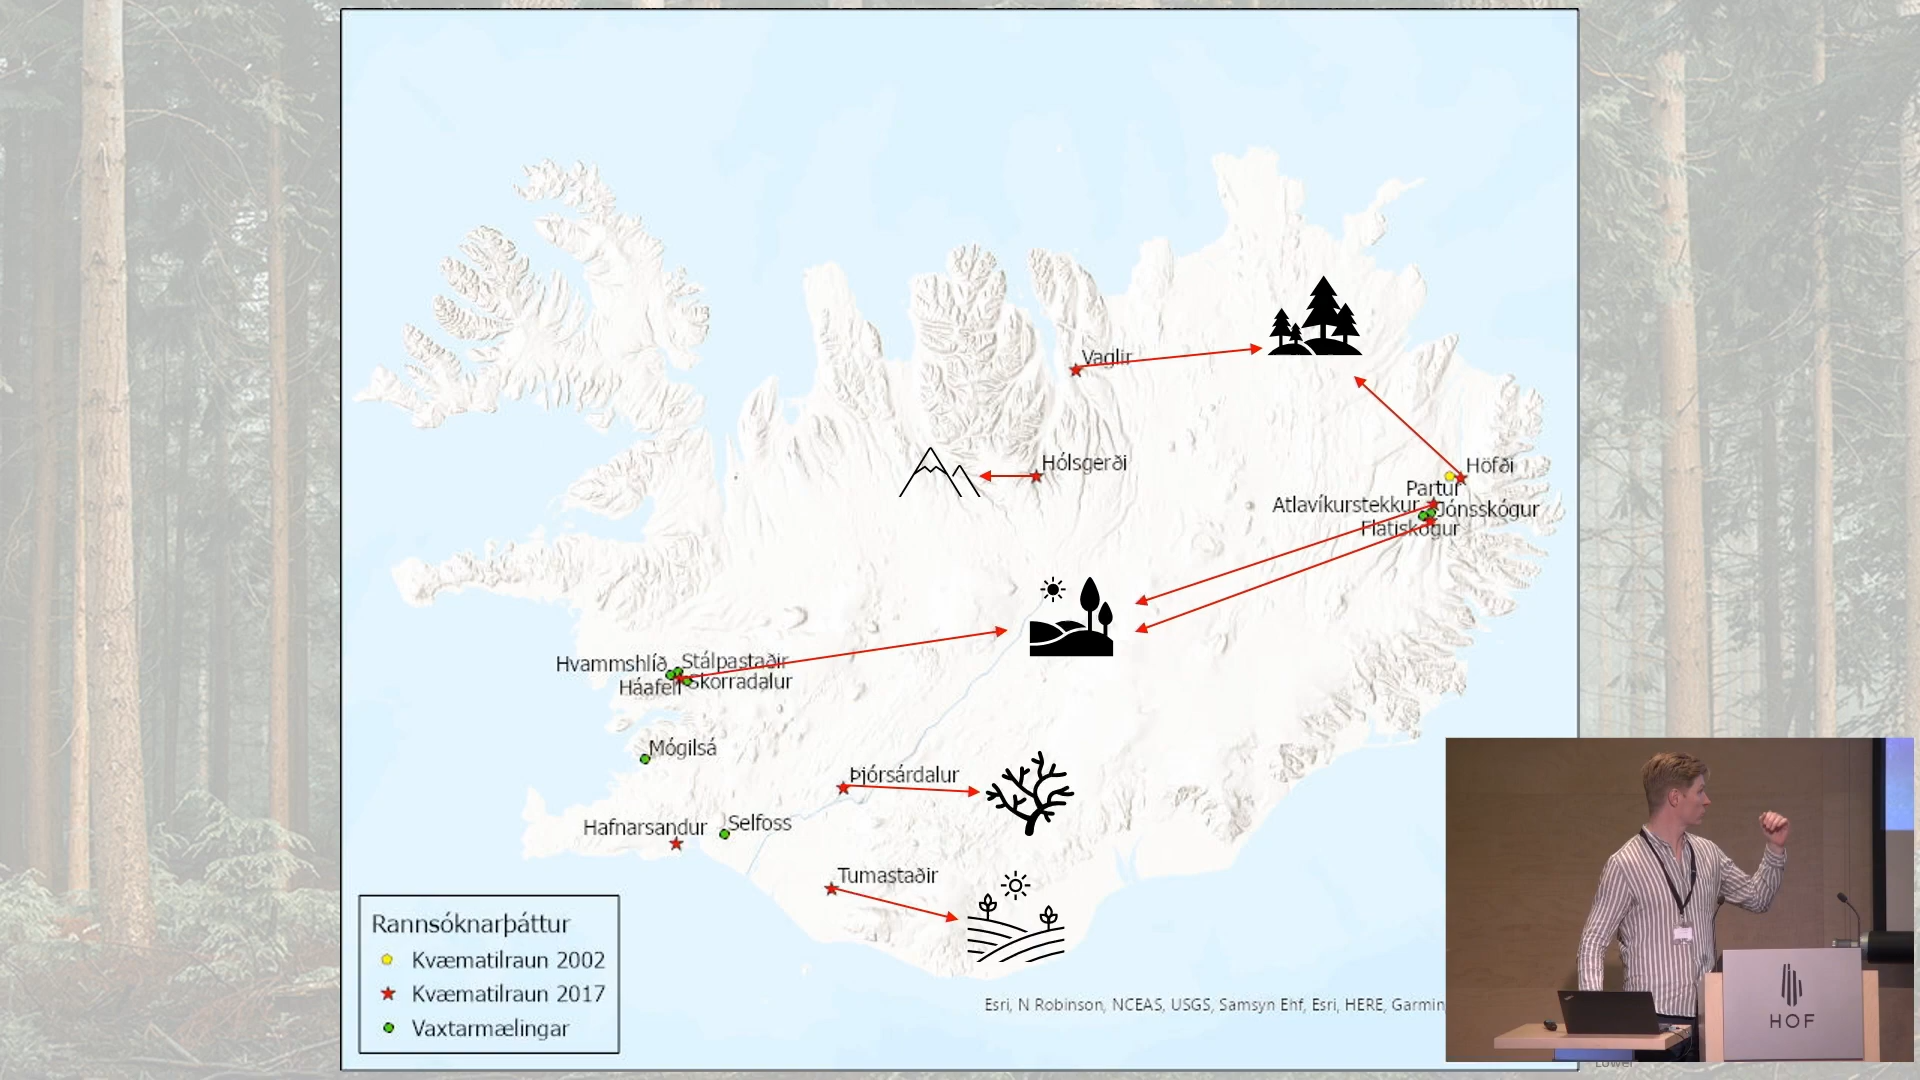 Vaglir
Hólsgerði
Höfði
Partur
Atlavíkurstekkur
Jónsskógur
Flatiskógur
Hvammshlíð
Stálpastaðir
Háafell
Skorradalur
Mógilsá
Þjórsárdalur
Hafnarsandur
Selfoss
Tumastaðir
Rannsóknarþáttur
Kvæmatilraun 2002
Kvæmatilraun 2017
Vaxtarmælingar
Esri, N Robinson, NCEAS, USGS, Samsyn Ehf, Esri, HERE, Garmin
HOF
Lower